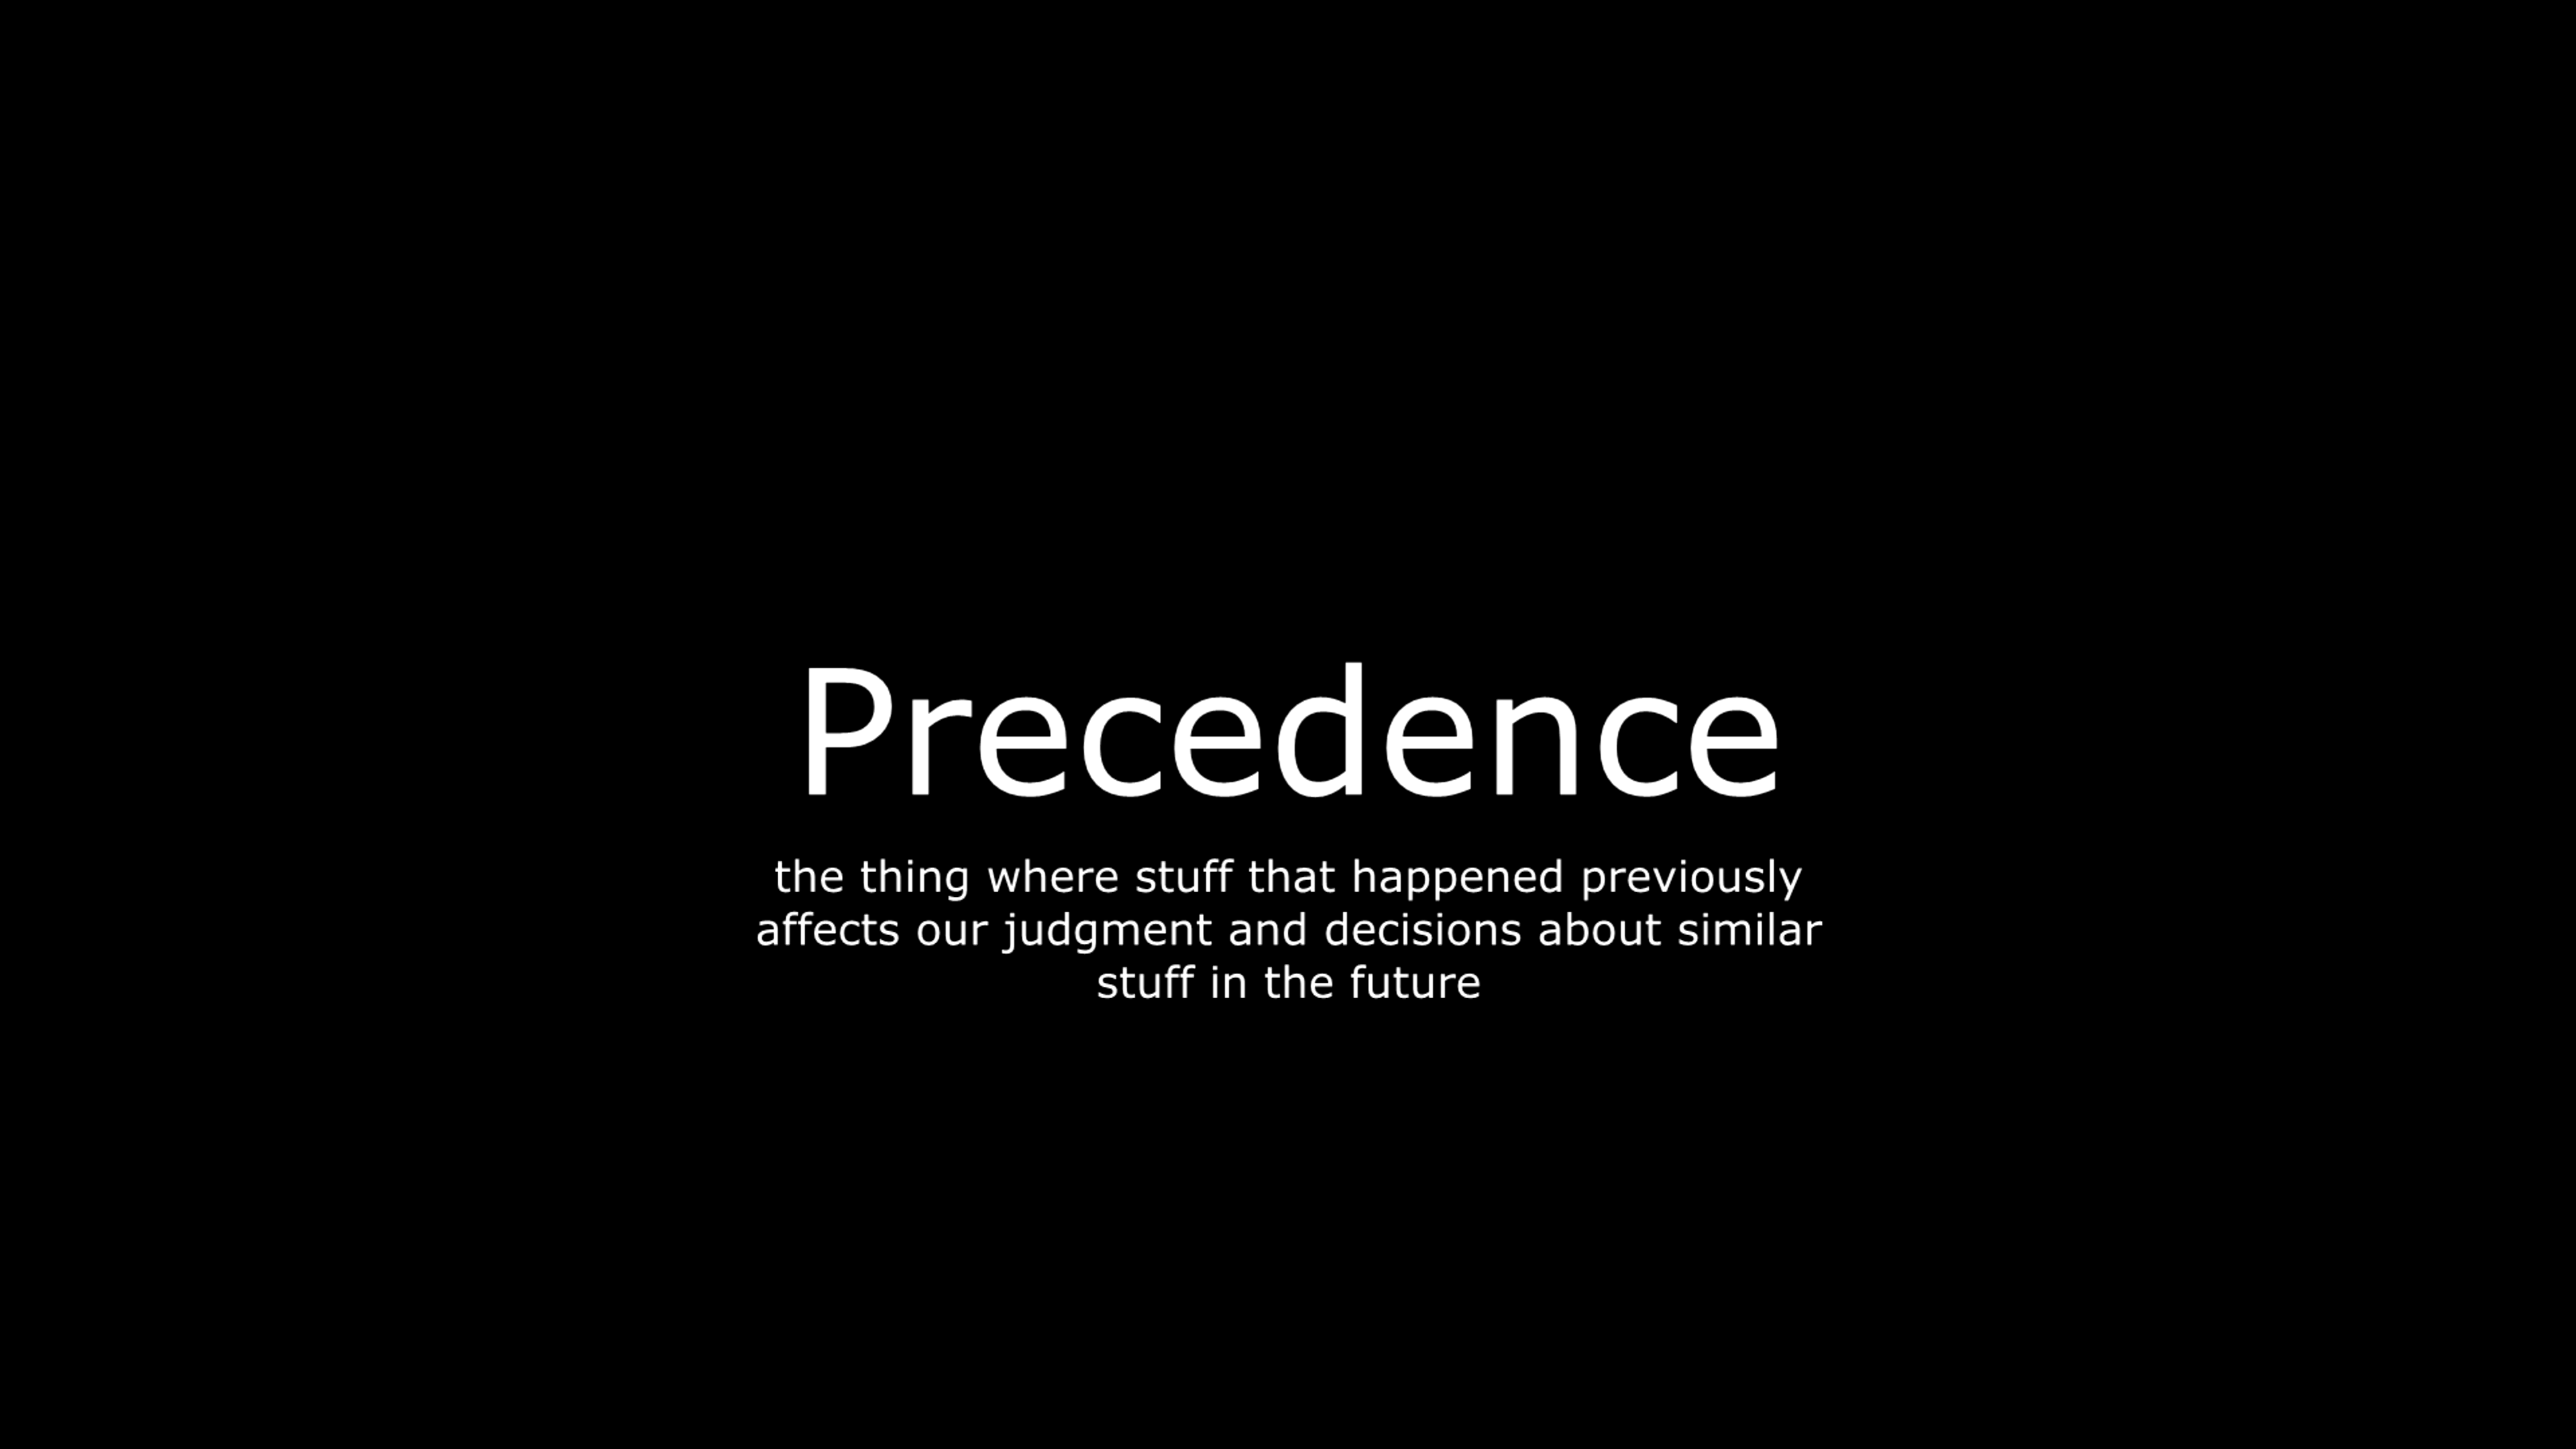 Precedence
the thing where stuff that happened previously
affects our judgment and decisions about similar
stuff in the future